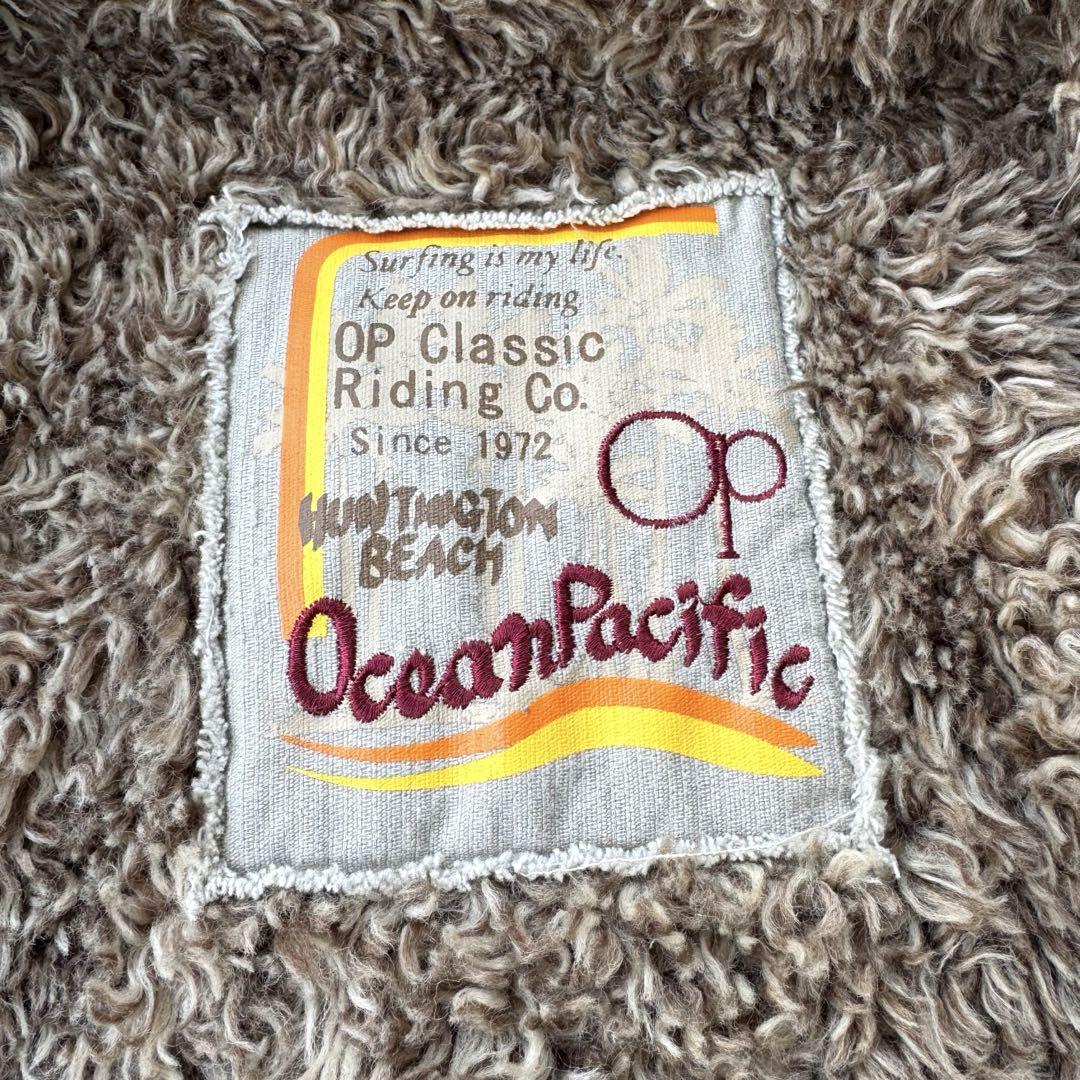 Surfing is my life.
Keep on riding
OP Classic
Riding Co.
Since 1972
op
HUNTINGTON
BEACH
OceanPacific